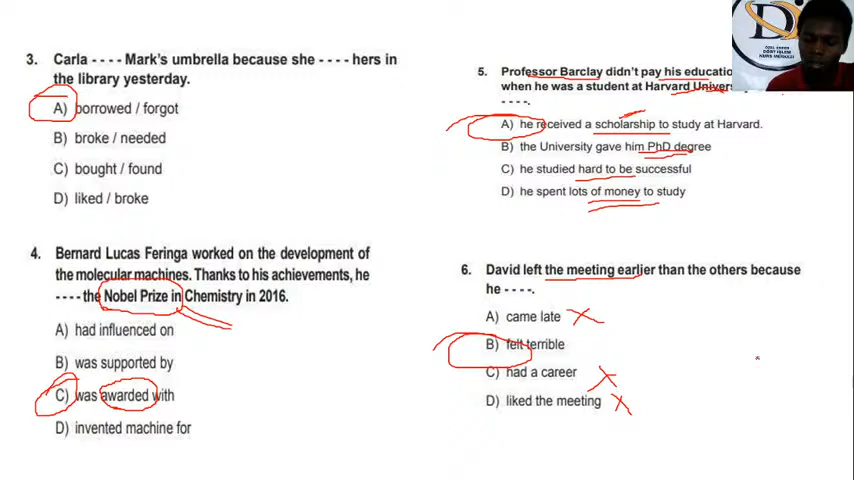 3. Carla - - - - Mark's umbrella because she - - - - hers in
the library yesterday.
A) borrowed / forgot
B) broke / needed
C) bought / found
D) liked / broke
4. Bernard Lucas Feringa worked on the development of
the molecular machines. Thanks to his achievements, he
- - - - the Nobel Prize in Chemistry in 2016.
A) had influenced on
B) was supported by
C) was awarded with
D) invented machine for
5. Professor Barclay didn't pay his educatio
when he was a student at Harvard Univers
- - - -.
A) he received a scholarship to study at Harvard.
B) the University gave him PhD degree
C) he studied hard to be successful
D) he spent lots of money to study
6. David left the meeting earlier than the others because
he - - - -.
A) came late
B) felt terrible
C) had a career
D) liked the meeting